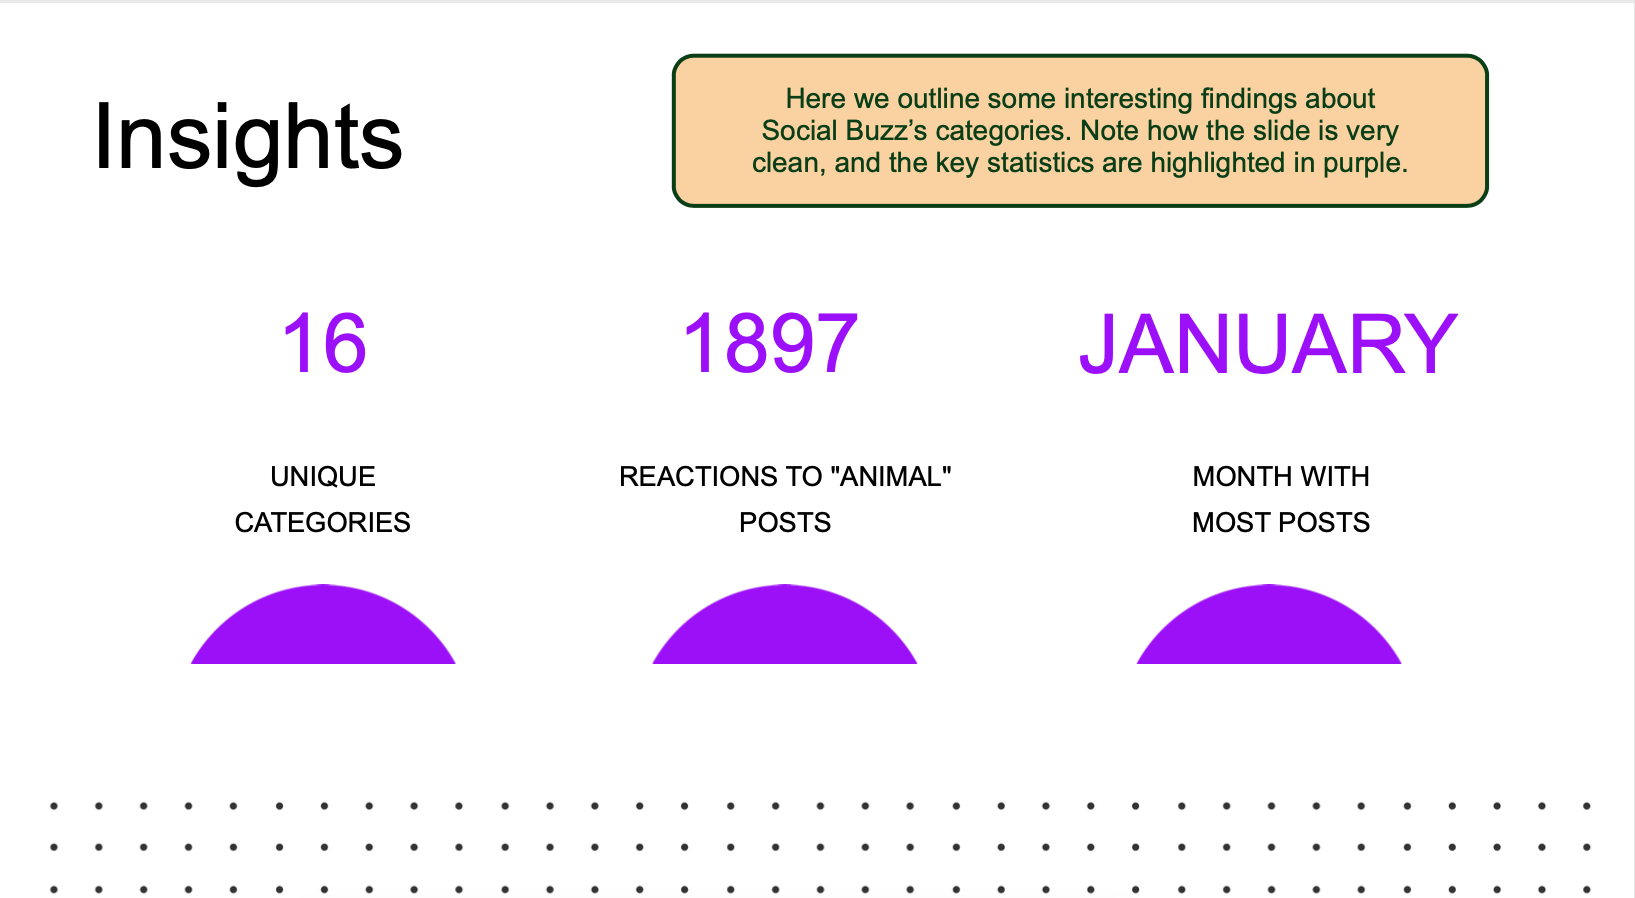 Insights
Here we outline some interesting findings about
Social Buzz’s categories. Note how the slide is very
clean, and the key statistics are highlighted in purple.
16
UNIQUE
CATEGORIES
1897
REACTIONS TO "ANIMAL"
POSTS
JANUARY
MONTH WITH
MOST POSTS